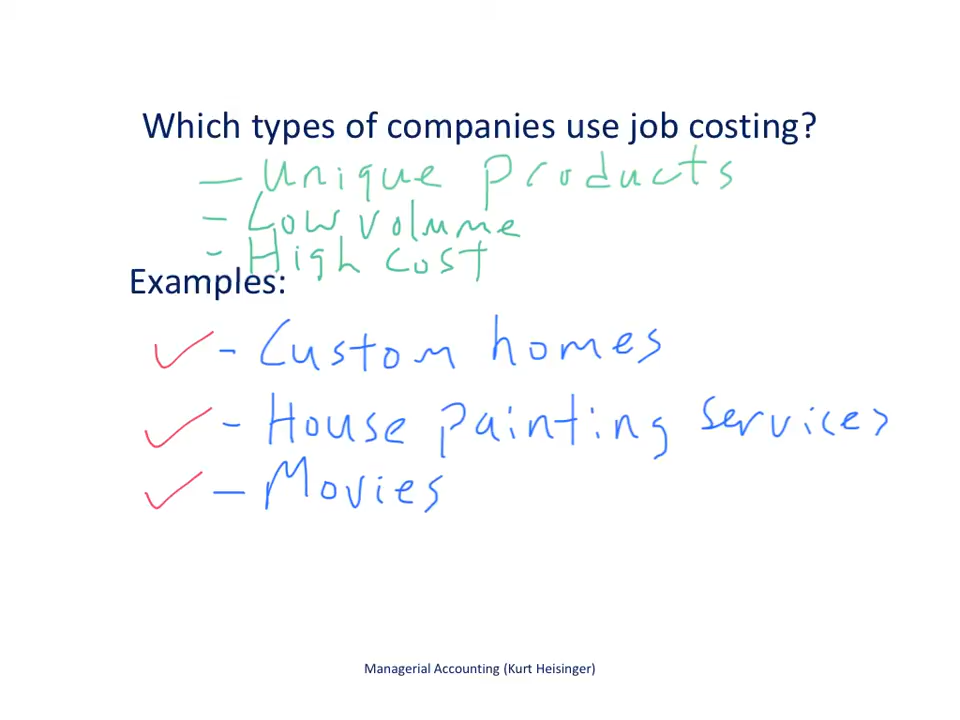 Which types of companies use job costing?
- Unique products
- Low volume
- High cost
Examples:
- Custom homes
- House painting services
- Movies
Managerial Accounting (Kurt Heisinger)